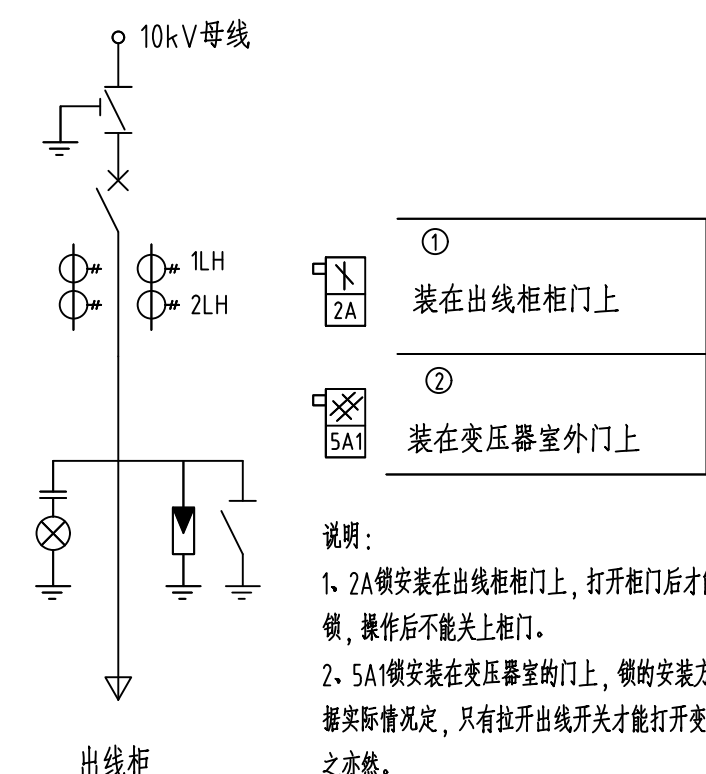 10kV母线
1LH
2LH
①
2A
装在出线柜柜门上
②
5A1
装在变压器室外门上
说明：
1、2A锁安装在出线柜柜门上，打开柜门后才
锁，操作后不能关上柜门。
2、5A1锁安装在变压器室的门上，锁的安装方
据实际情况定，只有拉开出线开关才能打开变
之亦然。
出线柜